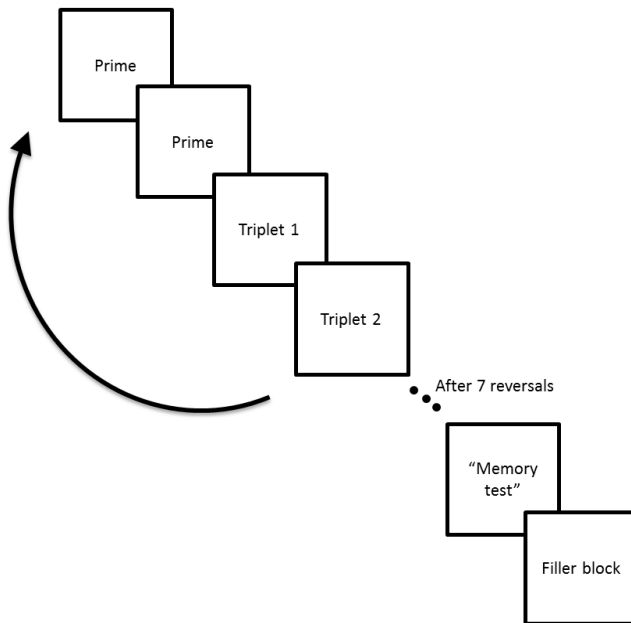 Prime
Prime
Triplet 1
Triplet 2
After 7 reversals
“Memory
test”
Filler block